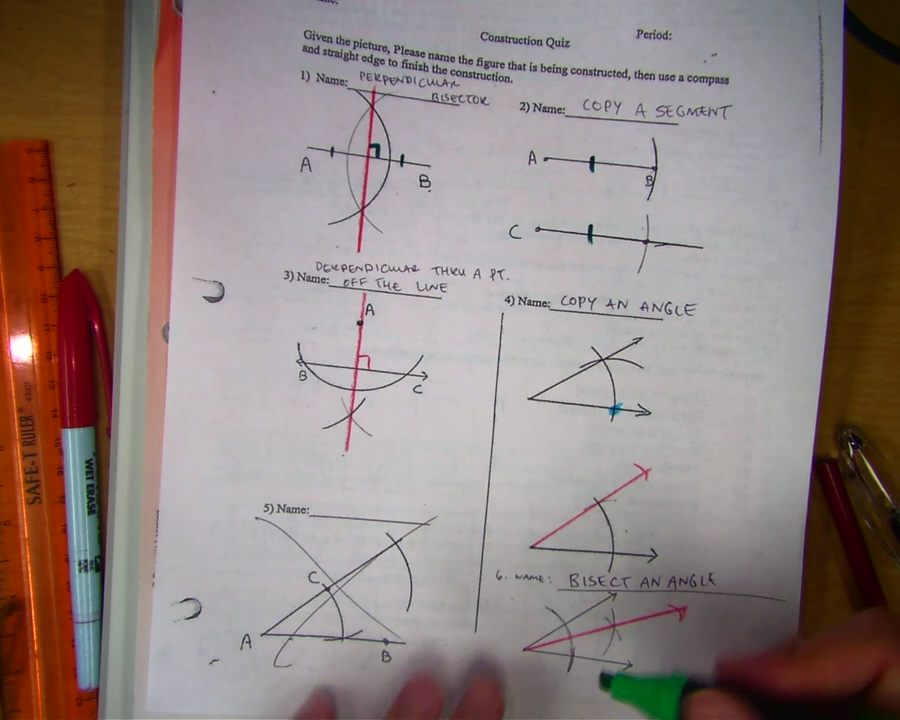 Construction Quiz Period:
Given the picture, Please name the figure that is being constructed, then use a compass
and straight edge to finish the construction.
1) Name: PERPENDICULAR
BISECTOR
A
B
2) Name: COPY A SEGMENT
A
B
C
PERPENDICULAR THRU A PT.
3) Name: OFF THE LINE
A
B
C
4) Name: COPY AN ANGLE
5) Name:
C
A
B
6. NAME: BISECT AN ANGLE
SAFE-T RULER
WET ERASE